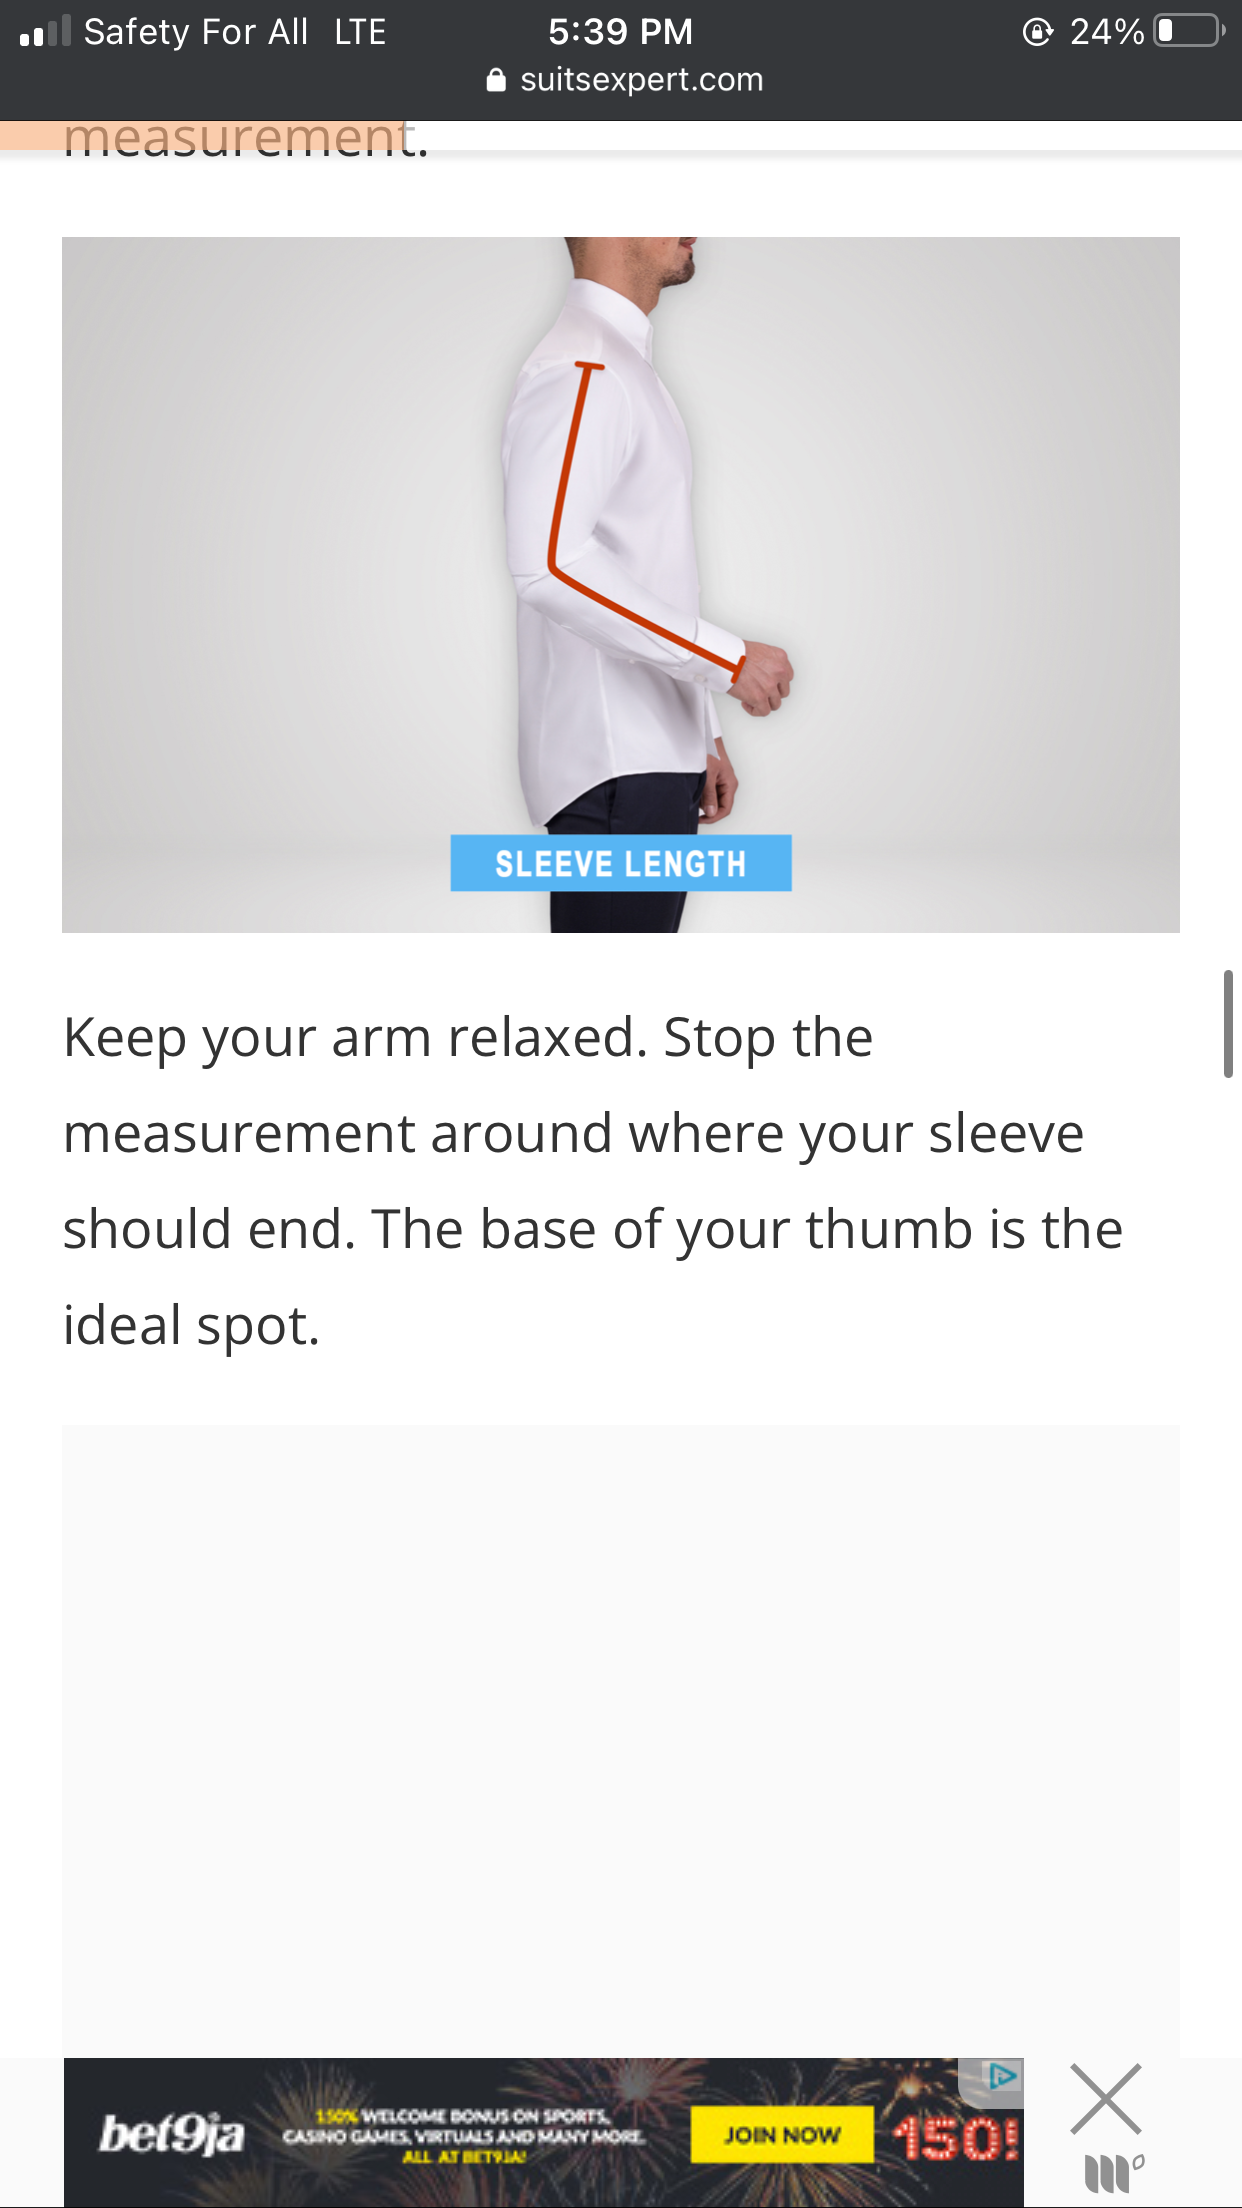 Safety For All LTE 5:39 PM 24%
suitsexpert.com
measurement.
SLEEVE LENGTH
Keep your arm relaxed. Stop the
measurement around where your sleeve
should end. The base of your thumb is the
ideal spot.
bet9ja
150% WELCOME BONUS ON SPORTS,
CASINO GAMES, VIRTUALS AND MANY MORE.
ALL AT BET9JA!
JOIN NOW
150!